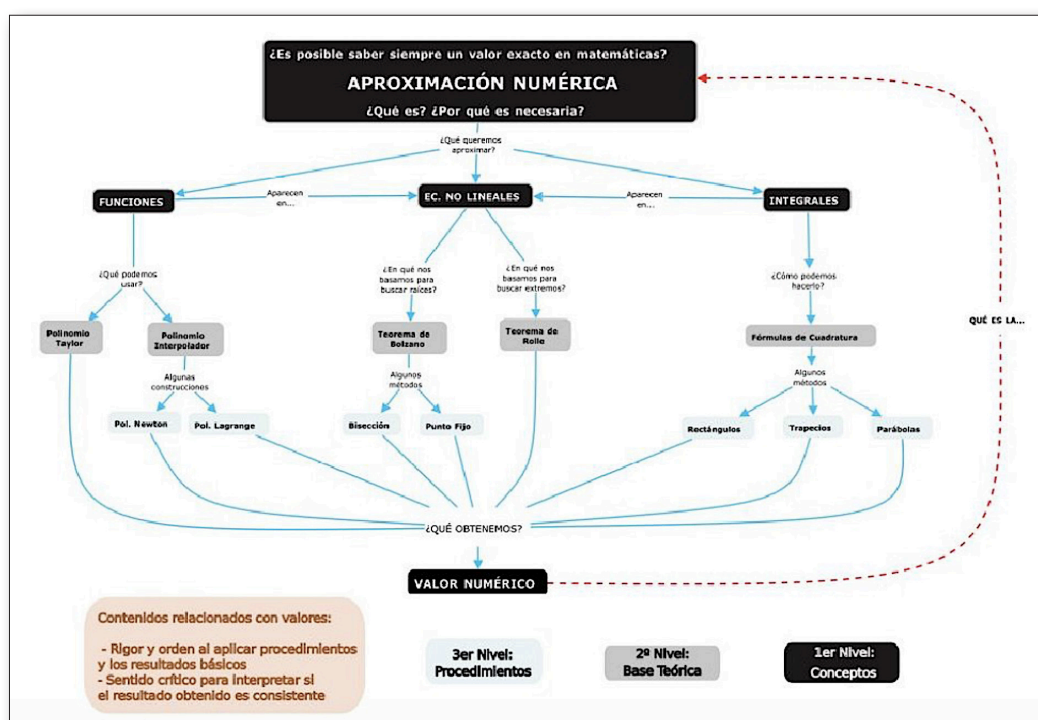 ¿Es posible saber siempre un valor exacto en matemáticas?
APROXIMACIÓN NUMÉRICA
¿Qué es? ¿Por qué es necesaria?
¿Qué queremos
aproximar?
FUNCIONES
Aparecen
en...
EC. NO LINEALES
Aparecen
en...
INTEGRALES
¿Qué podemos
usar?
¿En qué nos
basamos para
buscar raíces?
¿En qué nos
basamos para
buscar extremos?
¿Cómo podemos
hacerlo?
QUÉ ES LA...
Polinomio
Taylor
Polinomio
Interpolador
Teorema de
Bolzano
Teorema de
Rolle
Fórmulas de Cuadratura
Algunas
construcciones
Algunos
métodos
Algunos
métodos
Pol. Newton
Pol. Lagrange
Bisección
Punto Fijo
Rectángulos
Trapecios
Parábolas
¿QUÉ OBTENEMOS?
VALOR NUMÉRICO
Contenidos relacionados con valores:
- Rigor y orden al aplicar procedimientos
y los resultados básicos
- Sentido crítico para interpretar si
el resultado obtenido es consistente
3er Nivel:
Procedimientos
2º Nivel:
Base Teórica
1er Nivel:
Conceptos